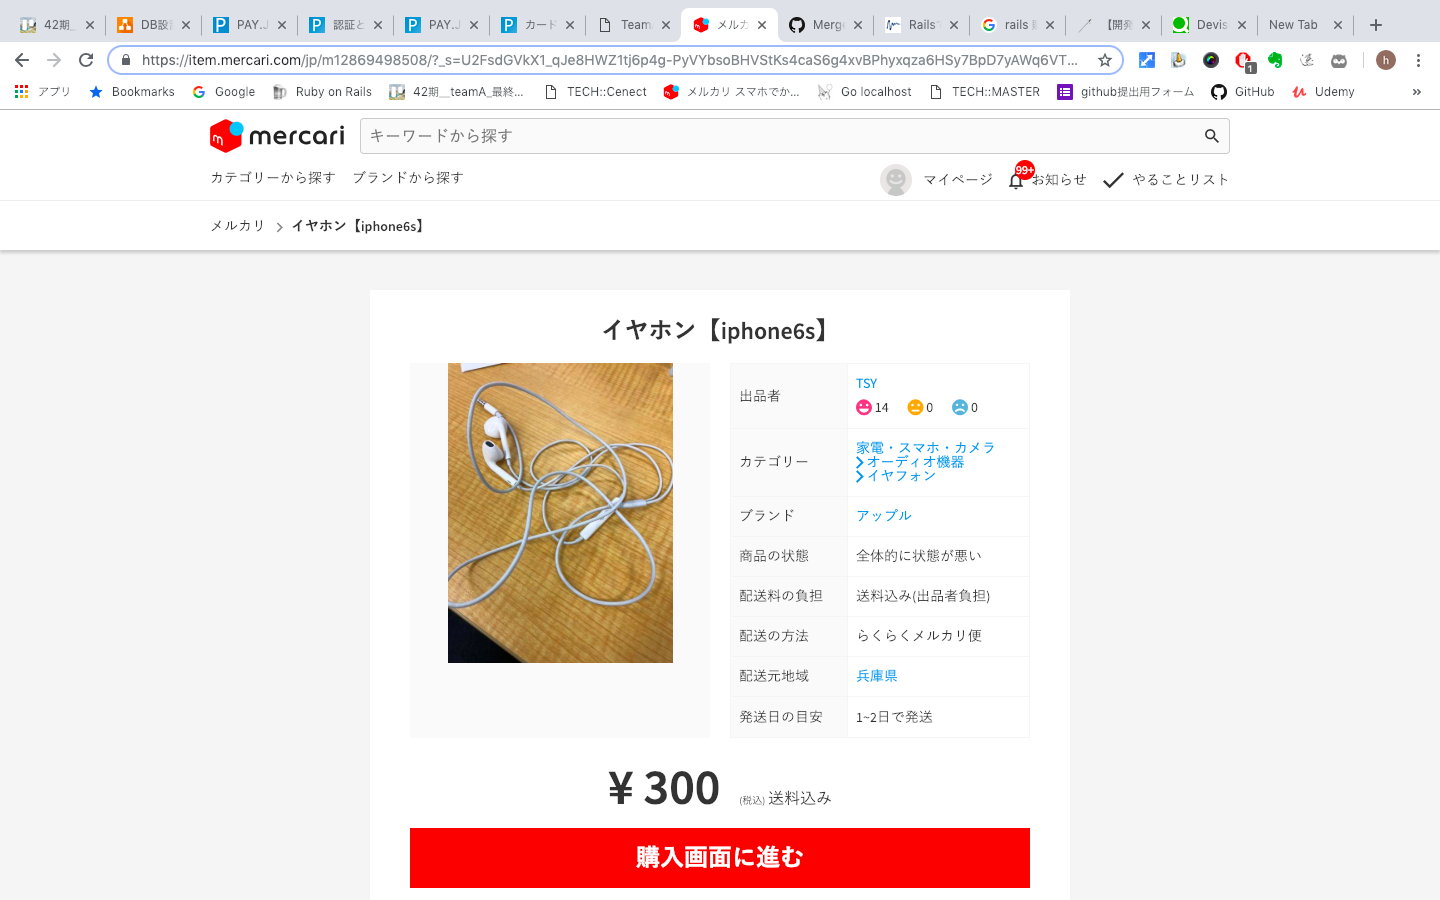 42期_
DB設計
PAY.J
認証と
PAY.J
カード
TeamA
メルカ
Merge
RailsT
rails
【開発
Devis
New Tab
https://item.mercari.com/jp/m12869498508/?_s=U2FsdGVkX1_qJe8HWZ1tj6p4g-PyVYbsoBHVStKs4caS6g4xvBPhyxqza6HSy7BpD7yAWq6VT...
1
h
アプリ
Bookmarks
Google
Ruby on Rails
42期__teamA_最終...
TECH::Cenect
メルカリ スマホでか...
Go localhost
TECH::MASTER
github提出用フォーム
GitHub
Udemy
»
mercari
キーワードから探す
カテゴリーから探す ブランドから探す
マイページ
99+
お知らせ
やることリスト
メルカリ
イヤホン【iphone6s】
イヤホン【iphone6s】
出品者
TSY
14 0 0
カテゴリー
家電・スマホ・カメラ
オーディオ機器
イヤフォン
ブランド
アップル
商品の状態
全体的に状態が悪い
配送料の負担
送料込み(出品者負担)
配送の方法
らくらくメルカリ便
配送元地域
兵庫県
発送日の目安
1~2日で発送
¥ 300 (税込) 送料込み
購入画面に進む